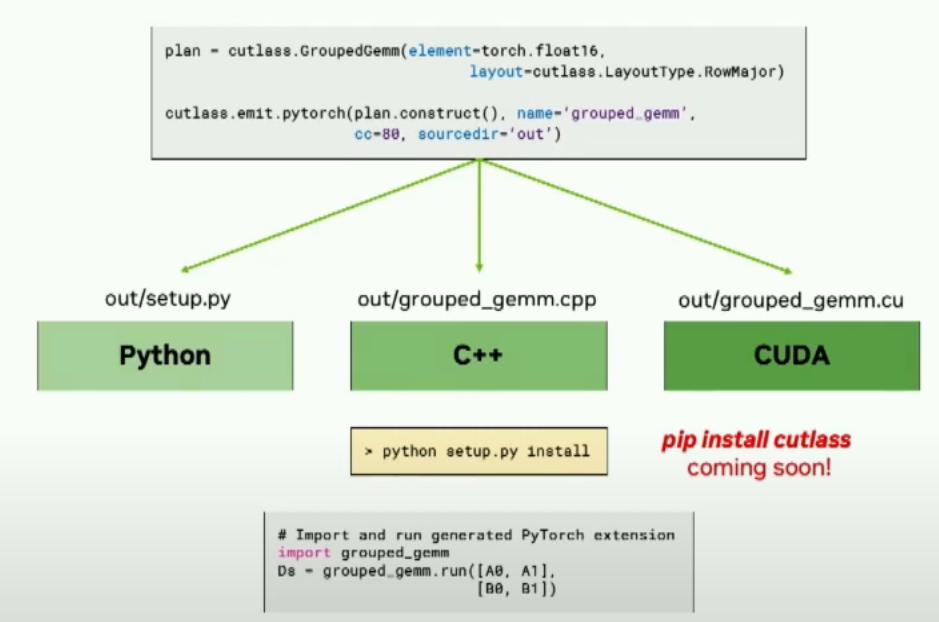 plan = cutlass.GroupedGemm(element=torch.float16,
layout=cutlass.LayoutType.RowMajor)
cutlass.emit.pytorch(plan.construct(), name='grouped_gemm',
cc=80, sourcedir='out')
out/setup.py
out/grouped_gemm.cpp
out/grouped_gemm.cu
Python
C++
CUDA
> python setup.py install
pip install cutlass
coming soon!
# Import and run generated PyTorch extension
import grouped_gemm
Ds = grouped_gemm.run([A0, A1],
[B0, B1])